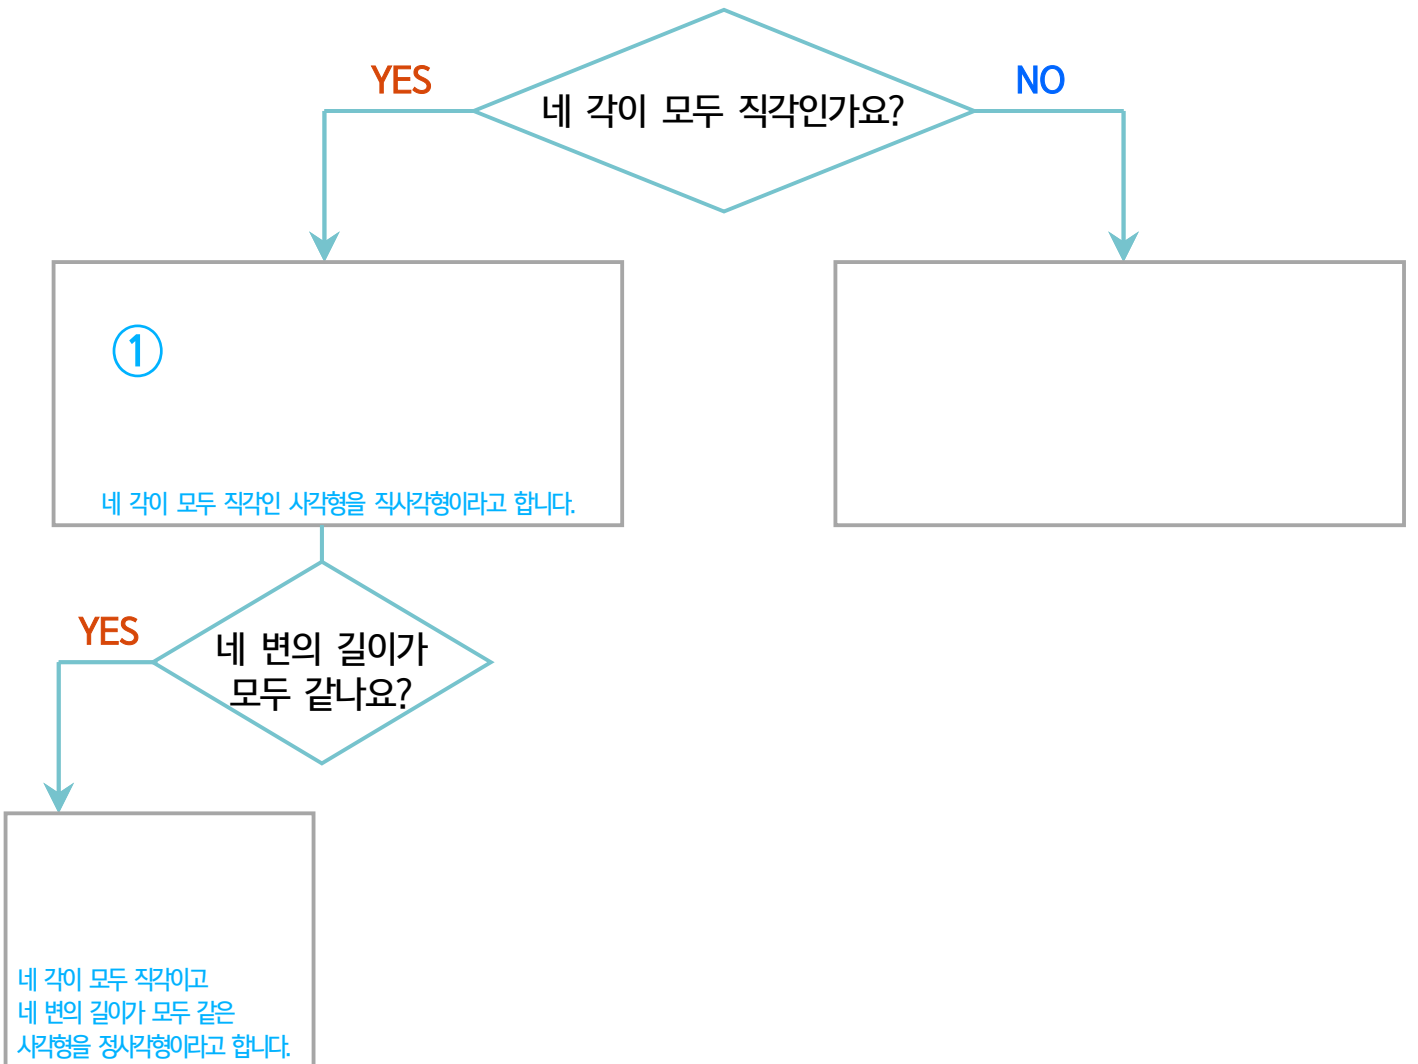 YES
네 각이 모두 직각인가요?
NO
①
네 각이 모두 직각인 사각형을 직사각형이라고 합니다.
YES
네 변의 길이가
모두 같나요?
네 각이 모두 직각이고
네 변의 길이가 모두 같은
사각형을 정사각형이라고 합니다.